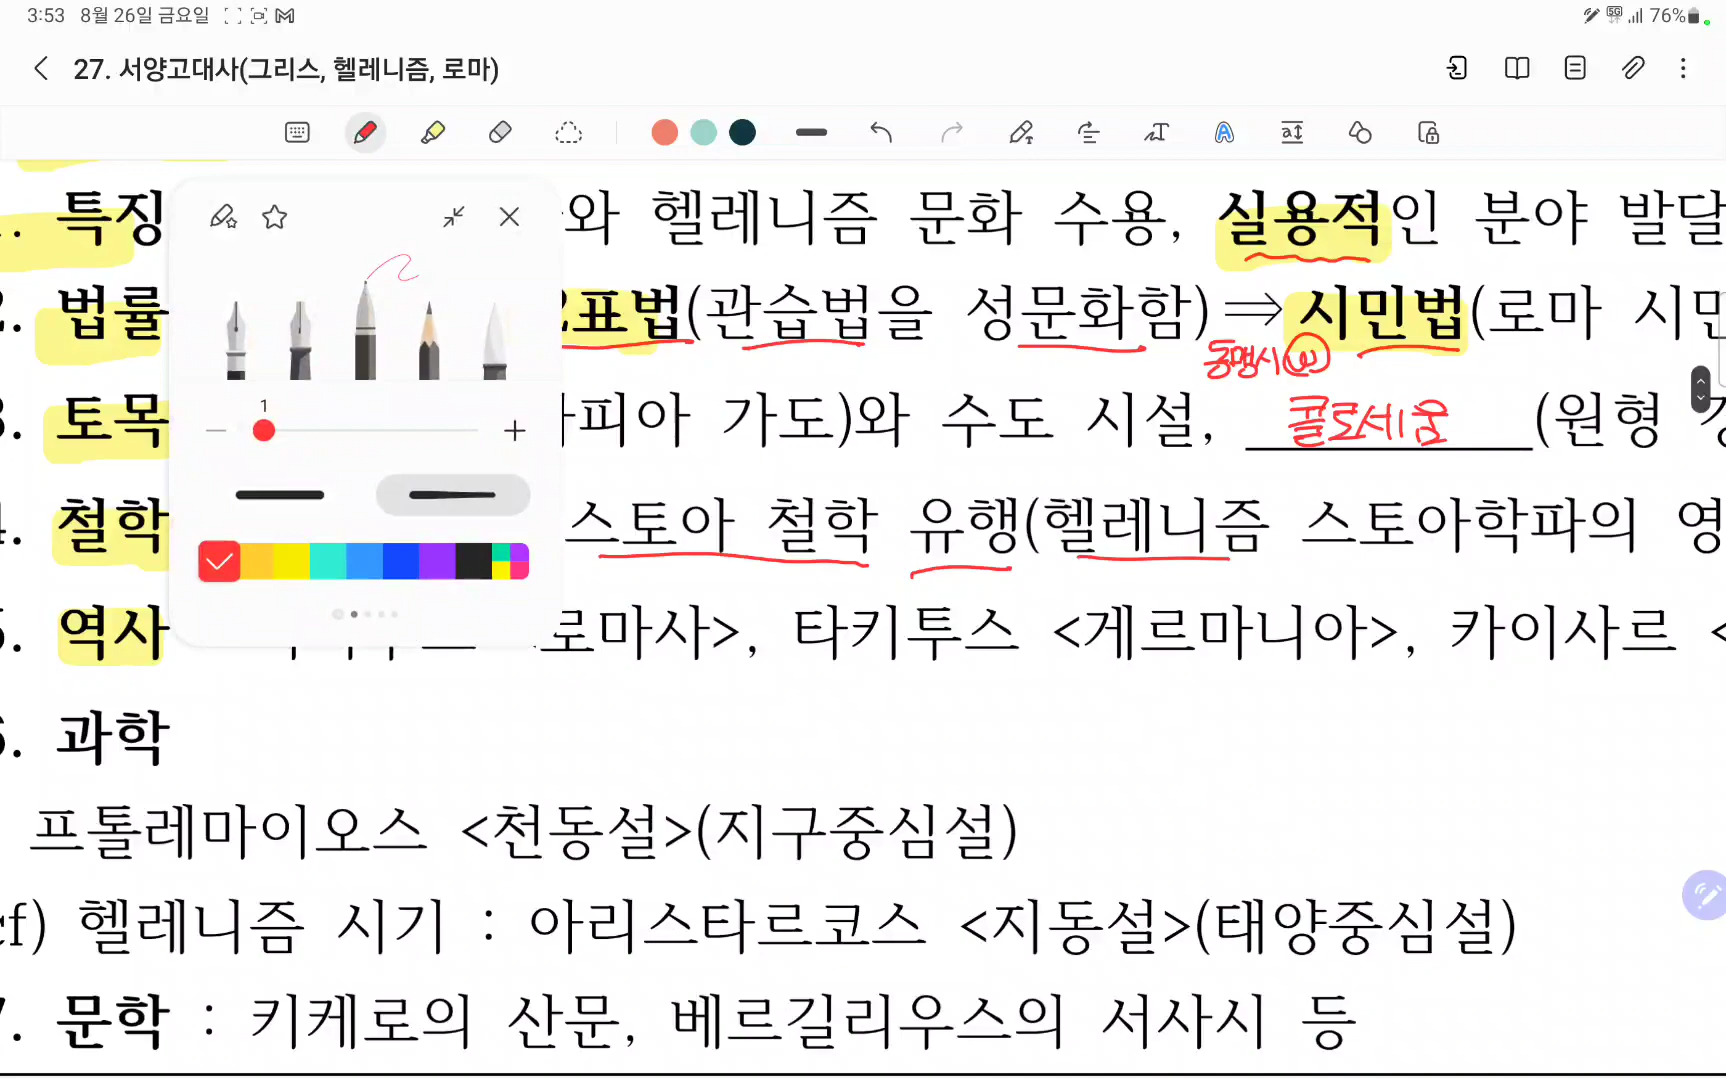 3:53 8월 26일 금요일 76%
27. 서양고대사(그리스, 헬레니즘, 로마)
1. 특징 와 헬레니즘 문화 수용, 실용적인 분야 발달
2. 법률 2표법(관습법을 성문화함)⇒시민법(로마 시민
동맹시
3. 토목 피아 가도)와 수도 시설, 콜로세움(원형
1
4. 철학 스토아 철학 유행(헬레니즘 스토아학파의 영
5. 역사 로마사>, 타키투스 <게르마니아>, 카이사르 <
6. 과학
프톨레마이오스 <천동설>(지구중심설)
cf) 헬레니즘 시기 : 아리스타르코스 <지동설>(태양중심설)
7. 문학 : 키케로의 산문, 베르길리우스의 서사시 등